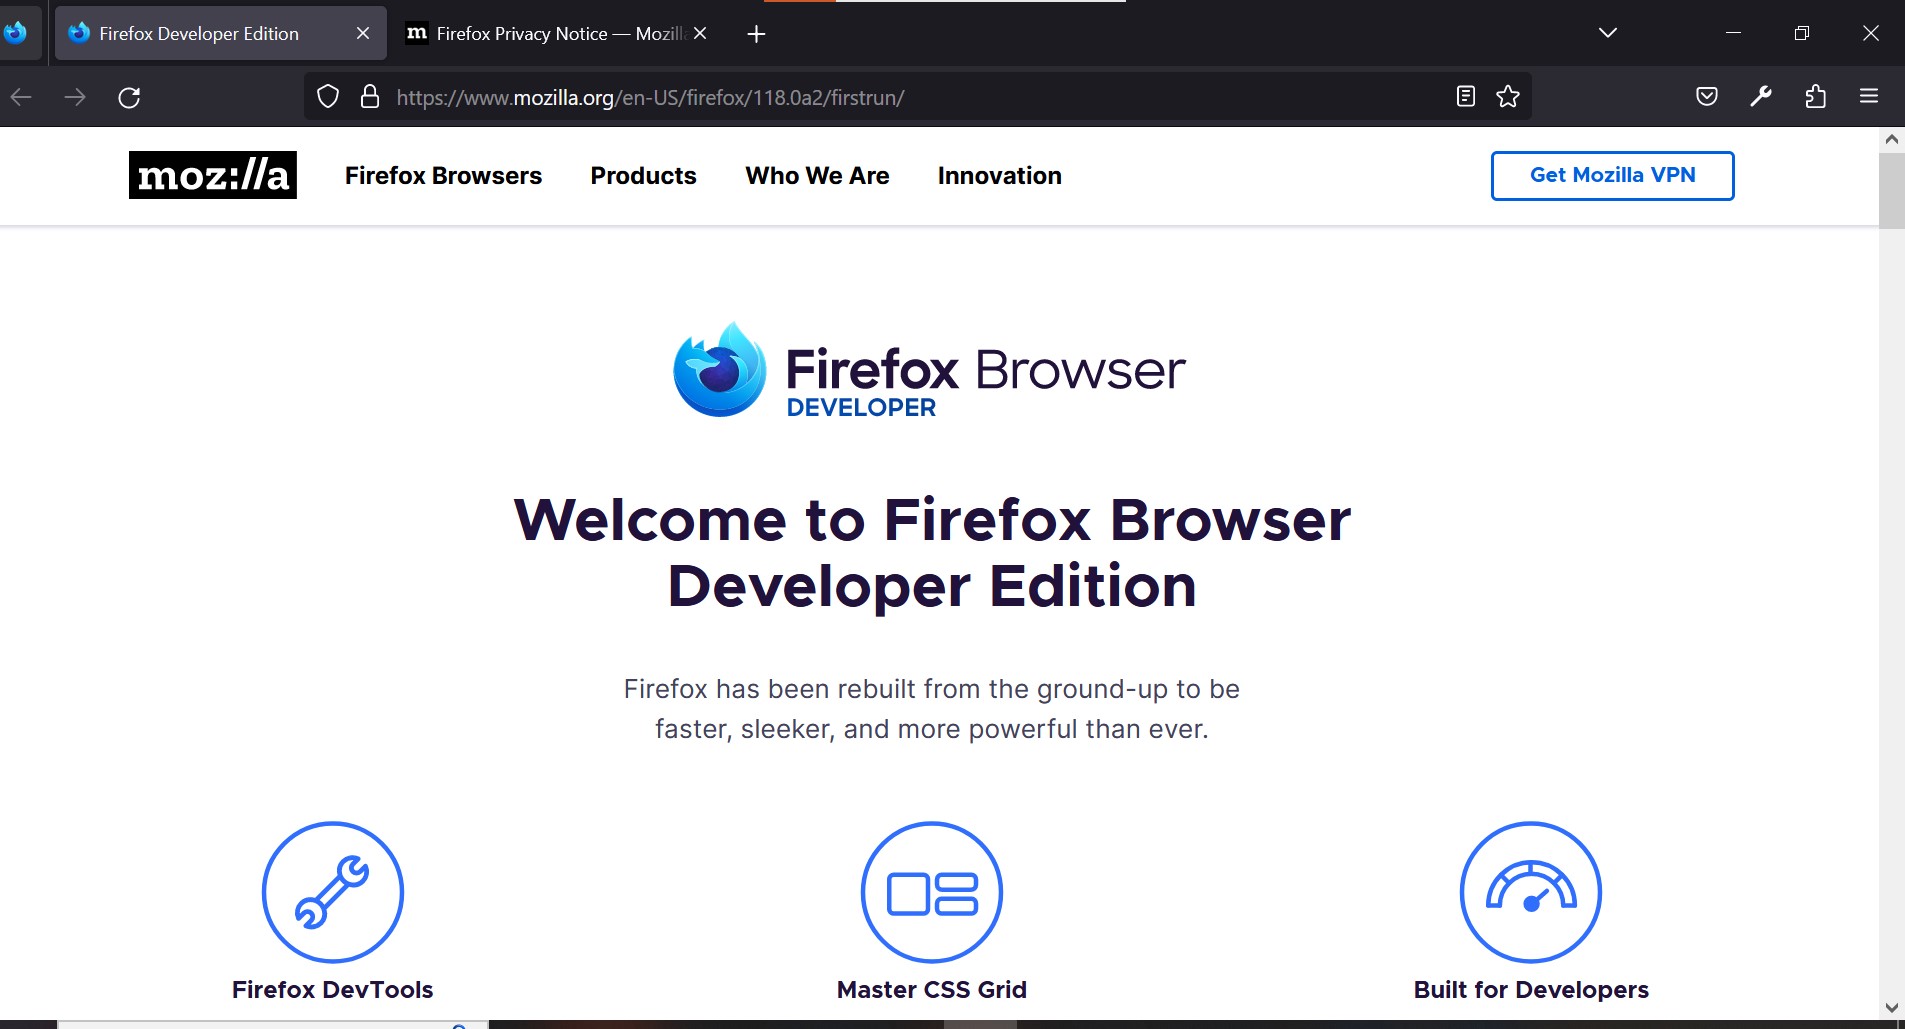 Firefox Developer Edition
Firefox Privacy Notice — Mozill
https://www.mozilla.org/en-US/firefox/118.0a2/firstrun/
moz://a
Firefox Browsers Products Who We Are Innovation Get Mozilla VPN
Firefox Browser
DEVELOPER
Welcome to Firefox Browser
Developer Edition
Firefox has been rebuilt from the ground-up to be
faster, sleeker, and more powerful than ever.
Firefox DevTools Master CSS Grid Built for Developers